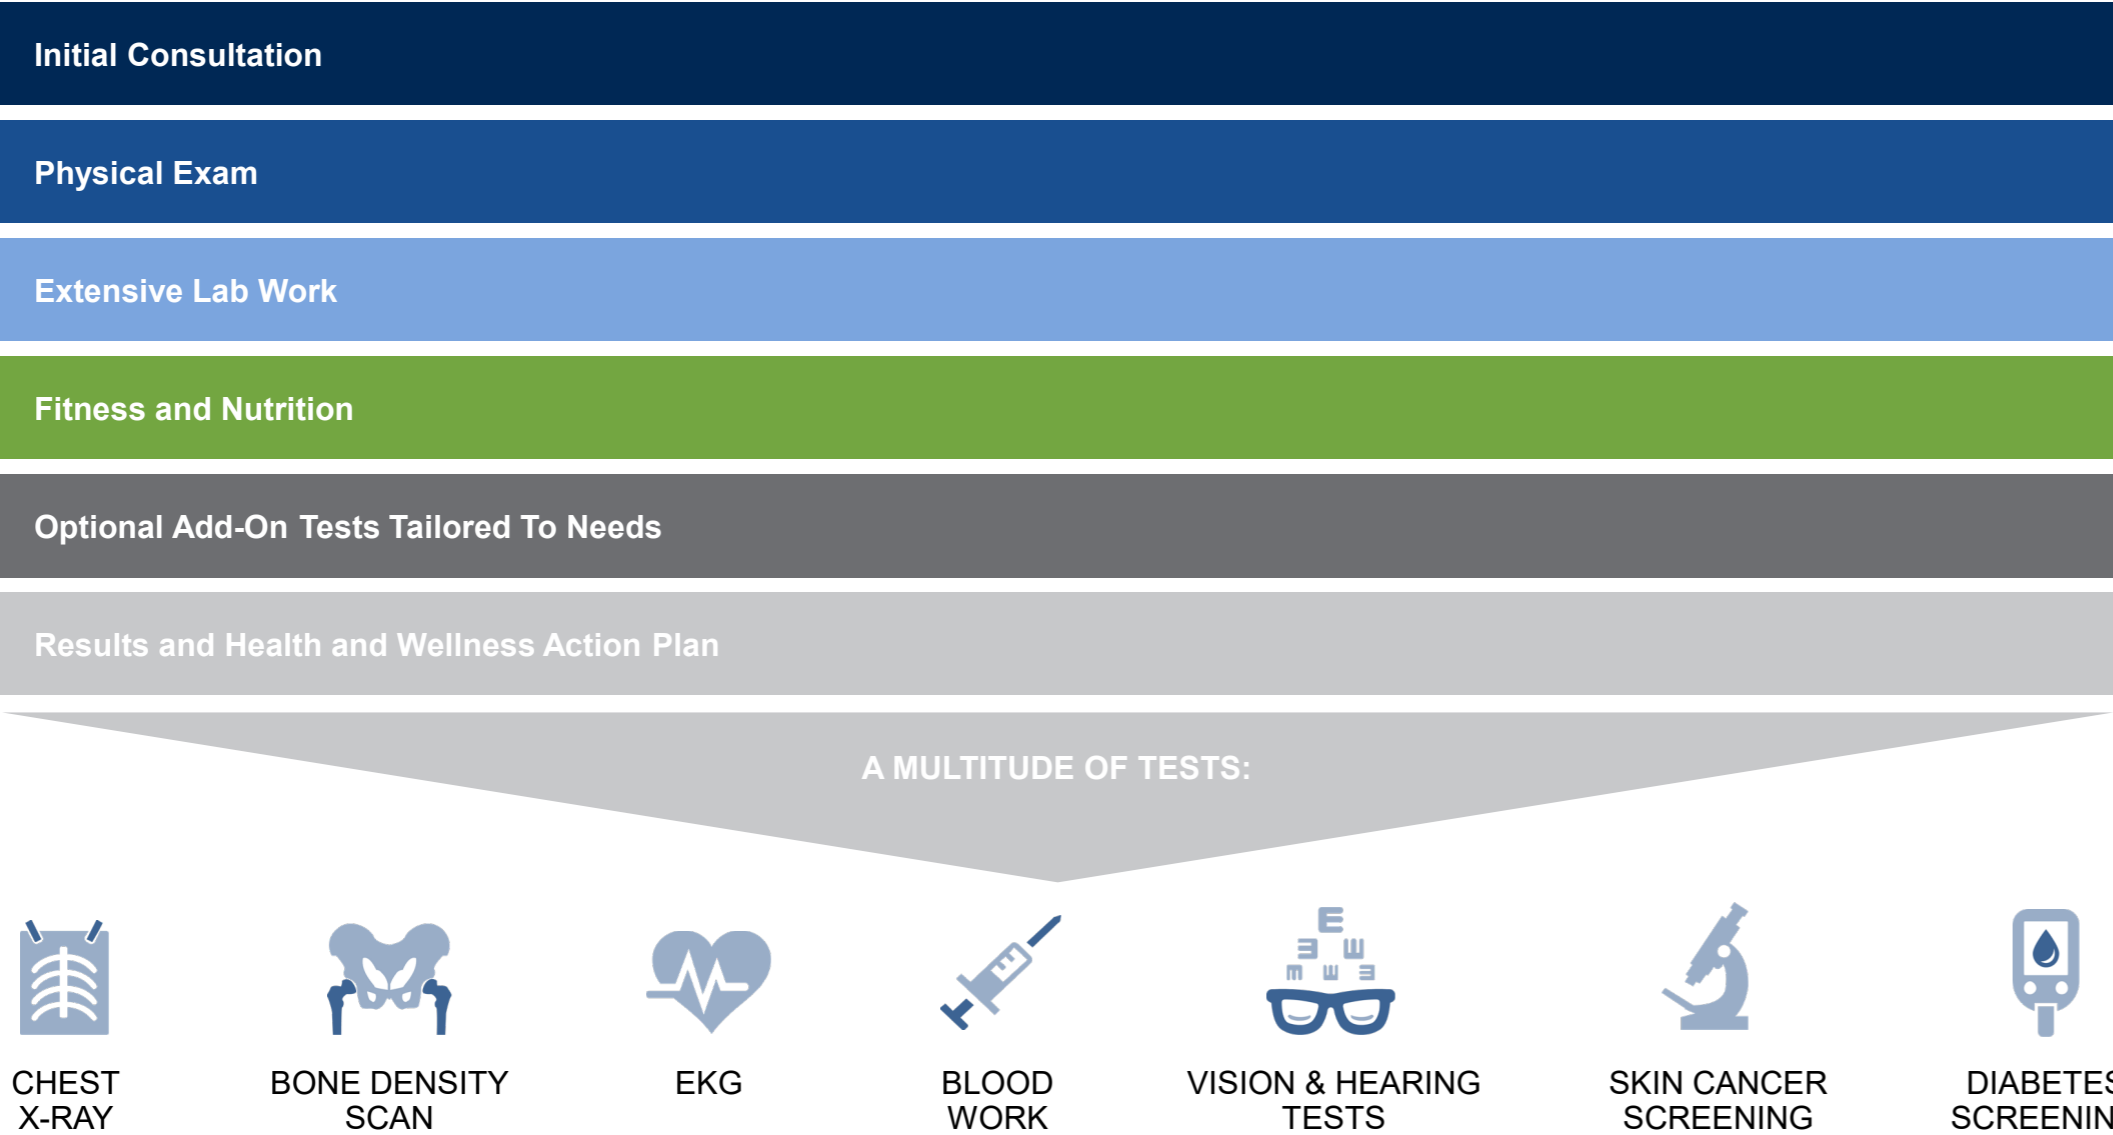 Initial Consultation
Physical Exam
Extensive Lab Work
Fitness and Nutrition
Optional Add-On Tests Tailored To Needs
Results and Health and Wellness Action Plan
A MULTITUDE OF TESTS:
E
CHEST
X-RAY
BONE DENSITY
SCAN
EKG
BLOOD
WORK
VISION & HEARING
TESTS
SKIN CANCER
SCREENING
DIABETES
SCREENIN